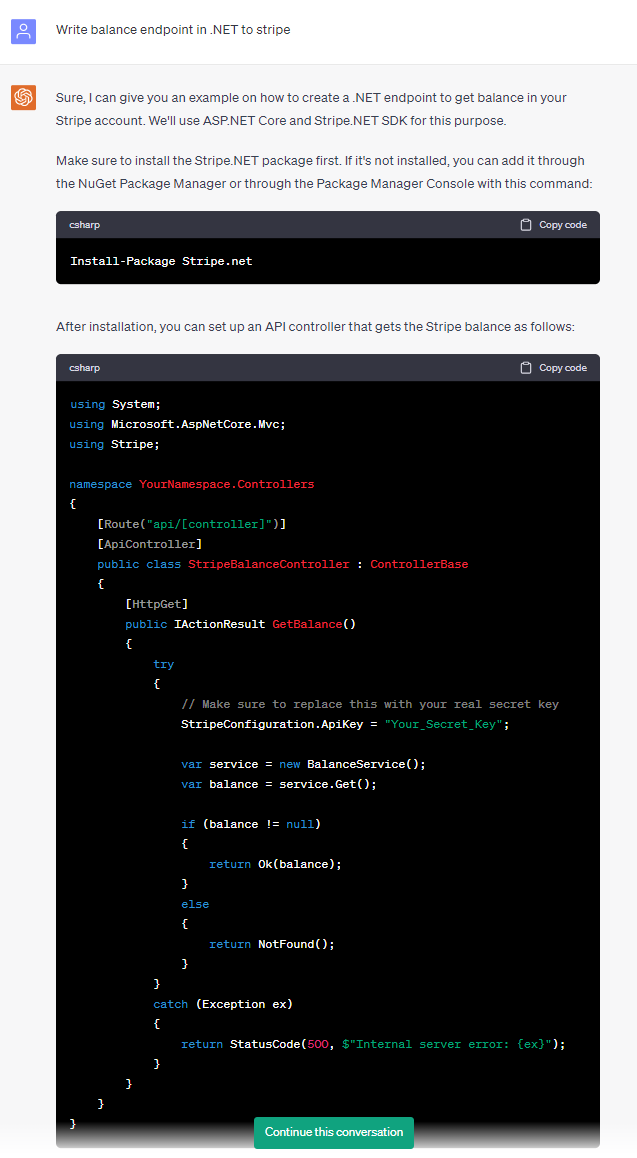 Write balance endpoint in .NET to stripe
Sure, I can give you an example on how to create a .NET endpoint to get balance in your
Stripe account. We'll use ASP.NET Core and Stripe.NET SDK for this purpose.
Make sure to install the Stripe.NET package first. If it's not installed, you can add it through
the NuGet Package Manager or through the Package Manager Console with this command:
csharp Copy code
Install-Package Stripe.net
After installation, you can set up an API controller that gets the Stripe balance as follows:
csharp Copy code
using System;
using Microsoft.AspNetCore.Mvc;
using Stripe;
namespace YourNamespace.Controllers
{
    [Route("api/[controller]")]
    [ApiController]
    public class StripeBalanceController : ControllerBase
    {
        [HttpGet]
        public IActionResult GetBalance()
        {
            try
            {
                // Make sure to replace this with your real secret key
                StripeConfiguration.ApiKey = "Your_Secret_Key";
                var service = new BalanceService();
                var balance = service.Get();
                if (balance != null)
                {
                    return Ok(balance);
                }
                else
                {
                    return NotFound();
                }
            }
            catch (Exception ex)
            {
                return StatusCode(500, $"Internal server error: {ex}");
            }
        }
    }
}
Continue this conversation